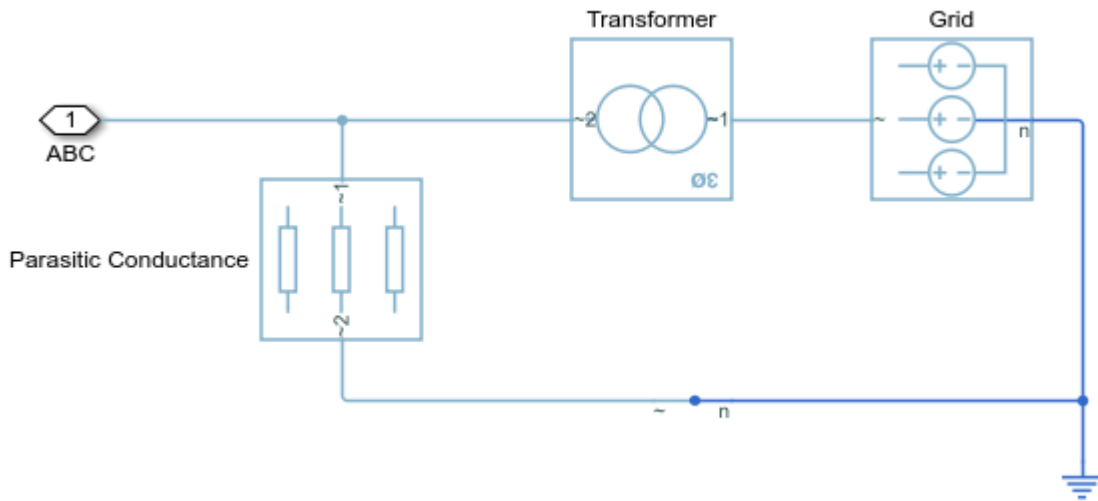 Transformer
Grid
1
ABC
~2
~1
~
n
3Ø
~1
Parasitic Conductance
~2
~
n